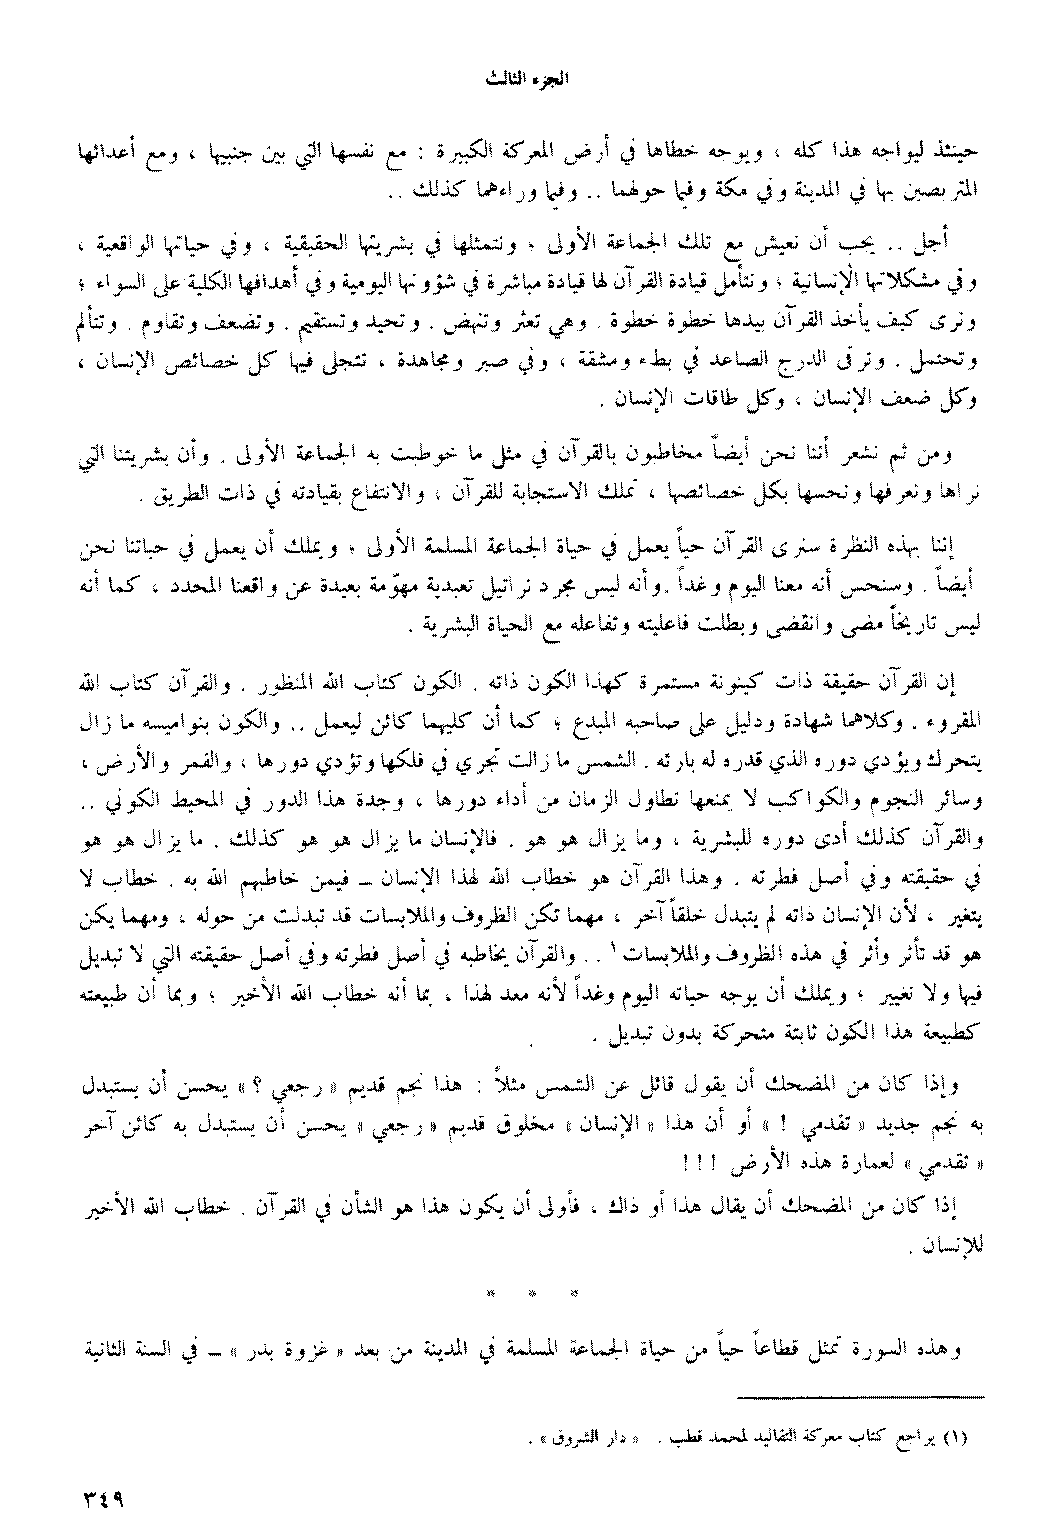 الجزء الثالث
حينئذ ليواجه هذا كله ، ويوجه خطاها في أرض المعركة الكبيرة : مع نفسها التي بين جنبيها ، ومع أعدائها
المتربصين بها في المدينة وفي مكة وفيما حولهما .. وفيما وراءهما كذلك ..
أجل .. يجب أن نعيش مع تلك الجماعة الأولى ، ونتمثلها في بشريتها الحقيقية ، وفي حياتها الواقعية ،
وفي مشكلاتها الإنسانية ؛ ونتأمل قيادة القرآن لها قيادة مباشرة في شؤونها اليومية وفي أهدافها الكلية على السواء ؛
ونرى كيف يأخذ القرآن بيدها خطوة خطوة . وهي تعثر وتنهض . وتحيد وتستقيم . وتضعف وتقاوم . وتتألم
وتحتمل . وترقى الدرج الصاعد في بطء ومشقة ، وفي صبر ومجاهدة ، تتجلى فيها كل خصائص الإنسان ،
وكل ضعف الإنسان ، وكل طاقات الإنسان .
ومن ثم نشعر أننا نحن أيضاً مخاطبون بالقرآن في مثل ما خوطبت به الجماعة الأولى . وأن بشريتنا التي
نراها ونعرفها ونحسها بكل خصائصها ، تملك الاستجابة للقرآن ، والانتفاع بقيادته في ذات الطريق .
إننا بهذه النظرة سنرى القرآن حياً يعمل في حياة الجماعة المسلمة الأولى ؛ ويملك أن يعمل في حياتنا نحن
أيضاً . وسنحس أنه معنا اليوم وغداً .وأنه ليس مجرد تراتيل تعبدية مهوّمة بعيدة عن واقعنا المحدد ، كما أنه
ليس تاريخاً مضى وانقضى وبطلت فاعليته وتفاعله مع الحياة البشرية .
إن القرآن حقيقة ذات كينونة مستمرة كهذا الكون ذاته . الكون كتاب الله المنظور . والقرآن كتاب الله
المقروء . وكلاهما شهادة ودليل على صاحبه المبدع ؛ كما أن كليهما كائن ليعمل .. والكون بنواميسه ما زال
يتحرك ويؤدي دوره الذي قدره له بارئه . الشمس ما زالت تجري في فلكها وتؤدي دورها ، والقمر والأرض ،
وسائر النجوم والكواكب لا يمنعها تطاول الزمان من أداء دورها ، وجدة هذا الدور في المحيط الكوني ..
والقرآن كذلك أدى دوره للبشرية ، وما يزال هو هو . فالإنسان ما يزال هو هو كذلك . ما يزال هو هو
في حقيقته وفي أصل فطرته . وهذا القرآن هو خطاب الله لهذا الإنسان ـ فيمن خاطبهم الله به . خطاب لا
يتغير ، لأن الإنسان ذاته لم يتبدل خلقاً آخر ، مهما تكن الظروف والملابسات قد تبدلت من حوله ، ومهما يكن
هو قد تأثر وأثر في هذه الظروف والملابسات ١ .. والقرآن يخاطبه في أصل فطرته وفي أصل حقيقته التي لا تبديل
فيها ولا تغيير ؛ ويملك أن يوجه حياته اليوم وغداً لأنه معد لهذا ، بما أنه خطاب الله الأخير ؛ وبما أن طبيعته
كطبيعة هذا الكون ثابتة متحركة بدون تبديل .
وإذا كان من المضحك أن يقول قائل عن الشمس مثلاً : هذا نجم قديم « رجعي ؟ » يحسن أن يستبدل
به نجم جديد « تقدمي ! » أو أن هذا « الإنسان » مخلوق قديم « رجعي » يحسن أن يستبدل به كائن آخر
« تقدمي » لعمارة هذه الأرض ! ! !
إذا كان من المضحك أن يقال هذا أو ذاك ، فأولى أن يكون هذا هو الشأن في القرآن . خطاب الله الأخير
للإنسان .
* * *
وهذه السورة تمثل قطاعاً حياً من حياة الجماعة المسلمة في المدينة من بعد « غزوة بدر » ـ في السنة الثانية
(١) يراجع كتاب معركة التقاليد لمحمد قطب . « دار الشروق » .
٣٤٩